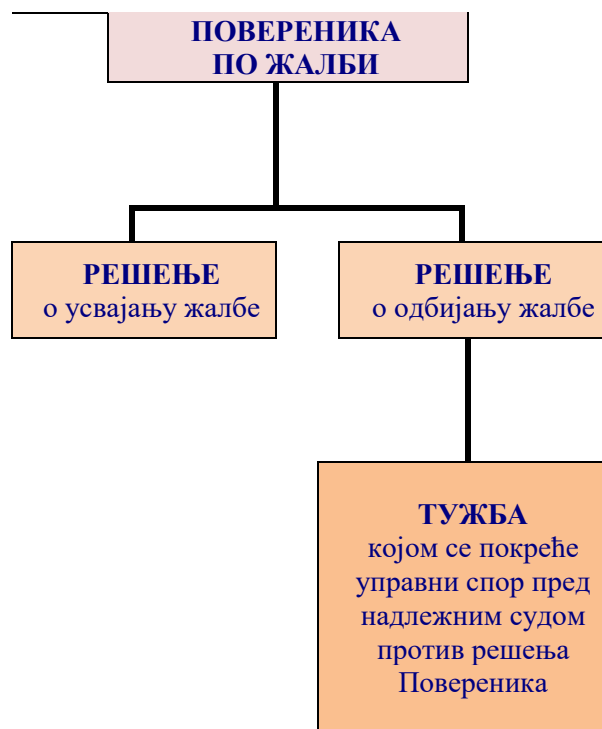 ПОВЕРЕНИКА
ПО ЖАЛБИ
РЕШЕЊЕ
о усвајању жалбе
РЕШЕЊЕ
о одбијању жалбе
ТУЖБА
којом се покреће
управни спор пред
надлежним судом
против решења
Повереника